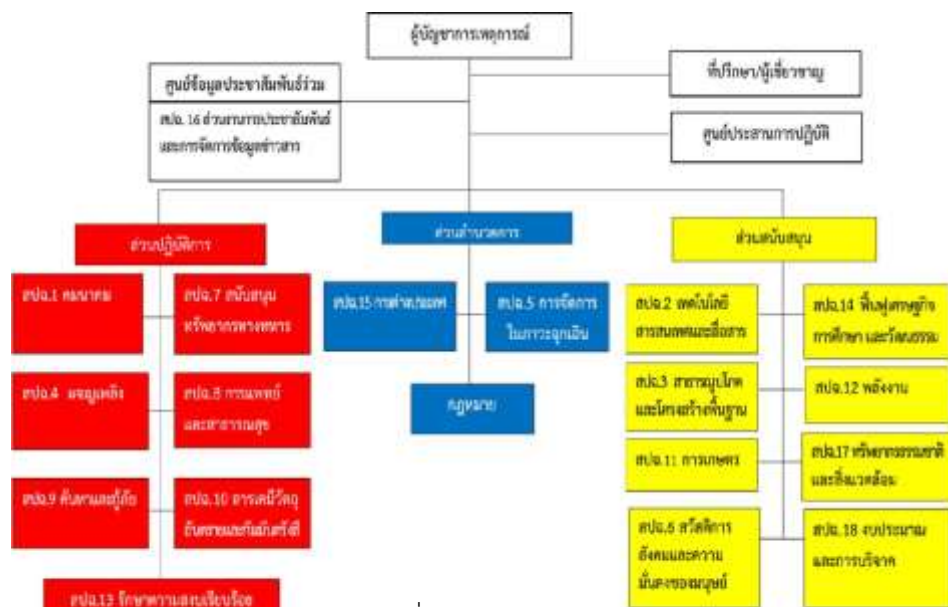 ผู้บัญชาการเหตุการณ์
ที่ปรึกษา/ผู้เชี่ยวชาญ
ศูนย์ข้อมูลประชาสัมพันธ์ร่วม
สปฉ. 16 ส่วนงานการประชาสัมพันธ์
และการจัดการข้อมูลข่าวสาร
ศูนย์ประสานการปฏิบัติ
ส่วนปฏิบัติการ
สปฉ.1 คมนาคม
สปฉ.7 สนับสนุน
ทรัพยากรทางทหาร
สปฉ.4 ผจญเพลิง
สปฉ.8 การแพทย์
และสาธารณสุข
สปฉ.9 ค้นหาและกู้ภัย
สปฉ.10 สารเคมีวัตถุ
อันตรายและกัมมันตรังสี
สปฉ.13 รักษาความสงบเรียบร้อย
ส่วนอำนวยการ
สปฉ.15 การต่างประเทศ
สปฉ.5 การจัดการ
ในภาวะฉุกเฉิน
กฎหมาย
ส่วนสนับสนุน
สปฉ.2 เทคโนโลยี
สารสนเทศและสื่อสาร
สปฉ.14 ฟื้นฟูเศรษฐกิจ
การศึกษา และวัฒนธรรม
สปฉ.3 สาธารณูปโภค
และโครงสร้างพื้นฐาน
สปฉ.12 พลังงาน
สปฉ.11 การเกษตร
สปฉ.17 ทรัพยากรธรรมชาติ
และสิ่งแวดล้อม
สปฉ.6 สวัสดิการ
สังคมและความ
มั่นคงของมนุษย์
สปฉ.18 งบประมาณ
และการบริจาค